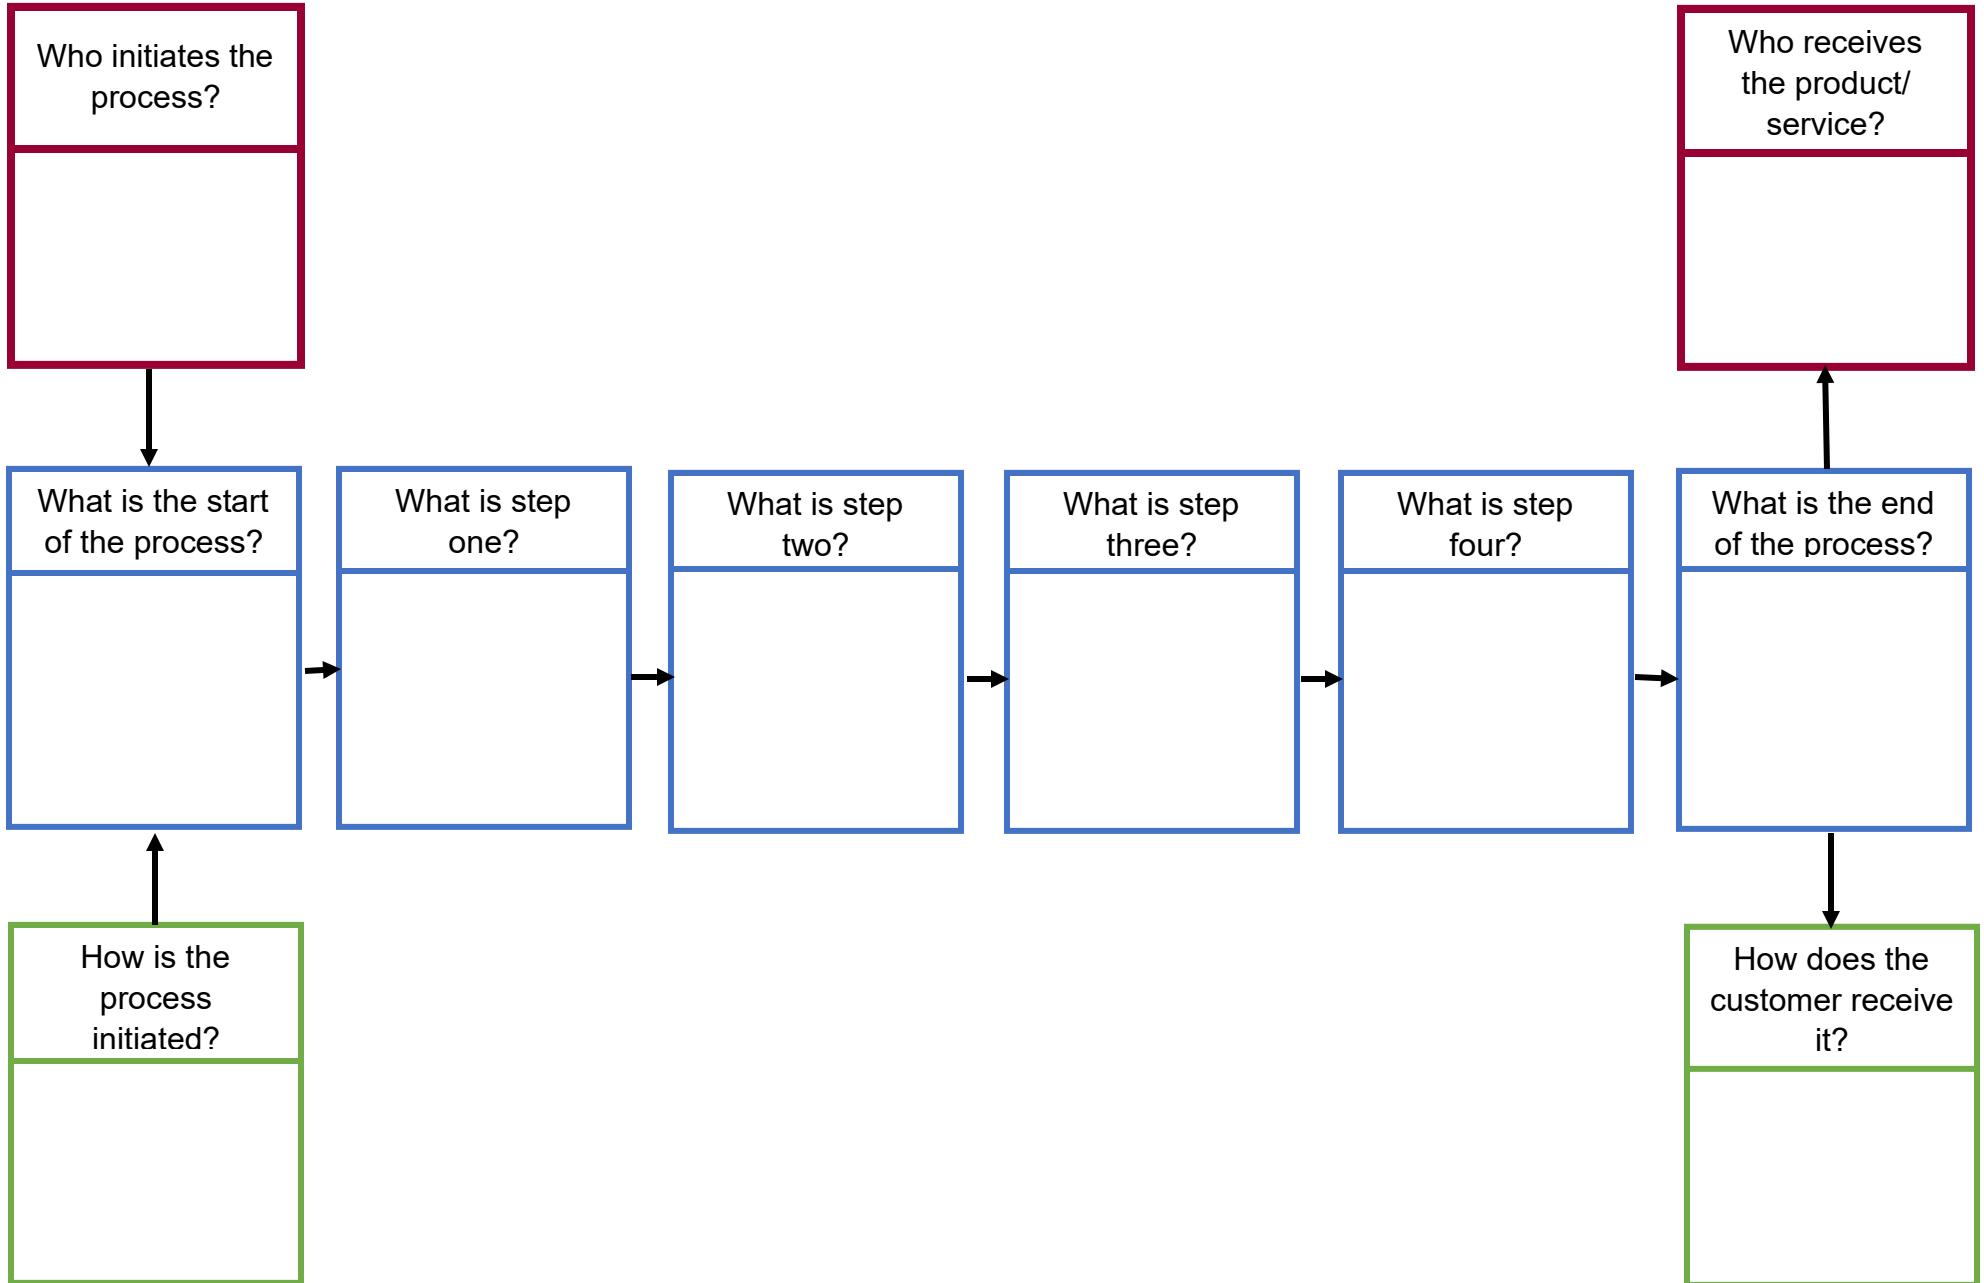 Who initiates the
process?
Who receives
the product/
service?
What is the start
of the process?
What is step
one?
What is step
two?
What is step
three?
What is step
four?
What is the end
of the process?
How is the
process
initiated?
How does the
customer receive
it?